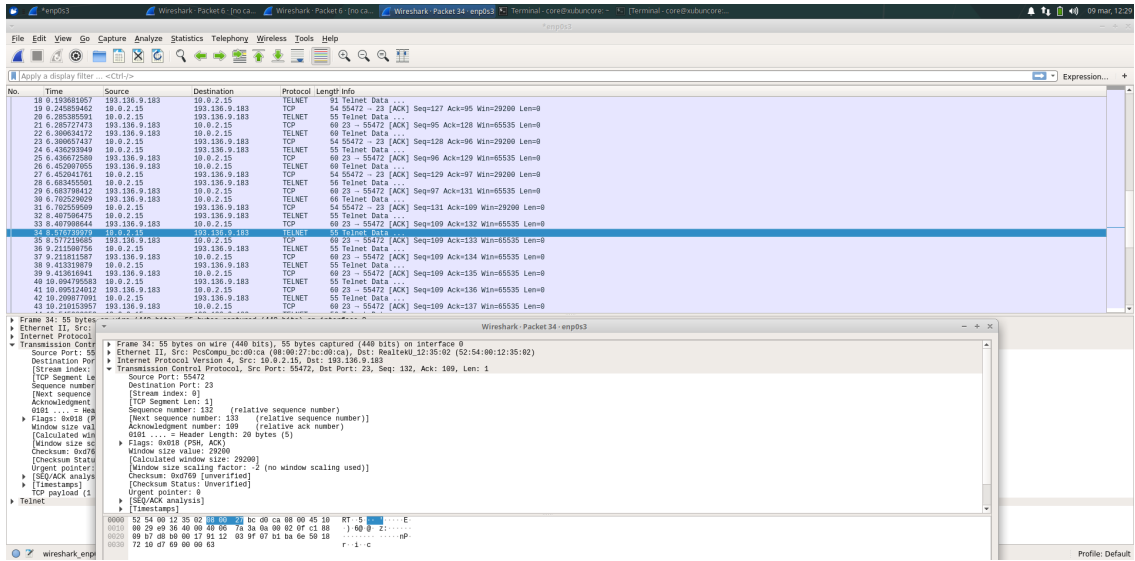 *enp0s3
Wireshark · Packet 6 · [no ca...
Wireshark · Packet 6 · [no ca...
Wireshark · Packet 34 · enp0s3
Terminal - core@xubuncore: ~
[Terminal - core@xubuncore:...
09 mar, 12:29
*enp0s3
File Edit View Go Capture Analyze Statistics Telephony Wireless Tools Help
Apply a display filter ... <Ctrl-/>
Expression... +
No. Time Source Destination Protocol Length Info
18 0.193681057 193.136.9.183 10.0.2.15 TELNET 91 Telnet Data ...
19 0.245859462 10.0.2.15 193.136.9.183 TCP 54 55472 → 23 [ACK] Seq=127 Ack=95 Win=29200 Len=0
20 6.285385591 10.0.2.15 193.136.9.183 TELNET 55 Telnet Data ...
21 6.285727473 193.136.9.183 10.0.2.15 TCP 60 23 → 55472 [ACK] Seq=95 Ack=128 Win=65535 Len=0
22 6.300634172 193.136.9.183 10.0.2.15 TELNET 60 Telnet Data ...
23 6.300657437 10.0.2.15 193.136.9.183 TCP 54 55472 → 23 [ACK] Seq=128 Ack=96 Win=29200 Len=0
24 6.436293949 10.0.2.15 193.136.9.183 TELNET 55 Telnet Data ...
25 6.436672580 193.136.9.183 10.0.2.15 TCP 60 23 → 55472 [ACK] Seq=96 Ack=129 Win=65535 Len=0
26 6.452007055 193.136.9.183 10.0.2.15 TELNET 60 Telnet Data ...
27 6.452041761 10.0.2.15 193.136.9.183 TCP 54 55472 → 23 [ACK] Seq=129 Ack=97 Win=29200 Len=0
28 6.683455501 10.0.2.15 193.136.9.183 TELNET 56 Telnet Data ...
29 6.683798412 193.136.9.183 10.0.2.15 TCP 60 23 → 55472 [ACK] Seq=97 Ack=131 Win=65535 Len=0
30 6.702529029 193.136.9.183 10.0.2.15 TELNET 66 Telnet Data ...
31 6.702559509 10.0.2.15 193.136.9.183 TCP 54 55472 → 23 [ACK] Seq=131 Ack=109 Win=29200 Len=0
32 8.407506475 10.0.2.15 193.136.9.183 TELNET 55 Telnet Data ...
33 8.407908644 193.136.9.183 10.0.2.15 TCP 60 23 → 55472 [ACK] Seq=109 Ack=132 Win=65535 Len=0
34 8.576739979 10.0.2.15 193.136.9.183 TELNET 55 Telnet Data ...
35 8.577219685 193.136.9.183 10.0.2.15 TCP 60 23 → 55472 [ACK] Seq=109 Ack=133 Win=65535 Len=0
36 9.211500756 10.0.2.15 193.136.9.183 TELNET 55 Telnet Data ...
37 9.211811587 193.136.9.183 10.0.2.15 TCP 60 23 → 55472 [ACK] Seq=109 Ack=134 Win=65535 Len=0
38 9.413319879 10.0.2.15 193.136.9.183 TELNET 55 Telnet Data ...
39 9.413616941 193.136.9.183 10.0.2.15 TCP 60 23 → 55472 [ACK] Seq=109 Ack=135 Win=65535 Len=0
40 10.094795583 10.0.2.15 193.136.9.183 TELNET 55 Telnet Data ...
41 10.095124012 193.136.9.183 10.0.2.15 TCP 60 23 → 55472 [ACK] Seq=109 Ack=136 Win=65535 Len=0
42 10.209877091 10.0.2.15 193.136.9.183 TELNET 55 Telnet Data ...
43 10.210153957 193.136.9.183 10.0.2.15 TCP 60 23 → 55472 [ACK] Seq=109 Ack=137 Win=65535 Len=0
Frame 34: 55 bytes on wire (440 bits), 55 bytes captured (440 bits) on interface 0
Ethernet II, Src:
Internet Protocol
Transmission Contr
Source Port: 55
Destination Por
[Stream index:
[TCP Segment Le
Sequence number
[Next sequence
Acknowledgment
0101 .... = Hea
Flags: 0x018 (P
Window size val
[Calculated win
[Window size sc
Checksum: 0xd76
[Checksum Statu
Urgent pointer:
[SEQ/ACK analys
[Timestamps]
TCP payload (1
Telnet
Wireshark · Packet 34 · enp0s3
Frame 34: 55 bytes on wire (440 bits), 55 bytes captured (440 bits) on interface 0
Ethernet II, Src: PcsCompu_bc:d0:ca (08:00:27:bc:d0:ca), Dst: RealtekU_12:35:02 (52:54:00:12:35:02)
Internet Protocol Version 4, Src: 10.0.2.15, Dst: 193.136.9.183
Transmission Control Protocol, Src Port: 55472, Dst Port: 23, Seq: 132, Ack: 109, Len: 1
Source Port: 55472
Destination Port: 23
[Stream index: 0]
[TCP Segment Len: 1]
Sequence number: 132 (relative sequence number)
[Next sequence number: 133 (relative sequence number)]
Acknowledgment number: 109 (relative ack number)
0101 .... = Header Length: 20 bytes (5)
Flags: 0x018 (PSH, ACK)
Window size value: 29200
[Calculated window size: 29200]
[Window size scaling factor: -2 (no window scaling used)]
Checksum: 0xd769 [unverified]
[Checksum Status: Unverified]
Urgent pointer: 0
[SEQ/ACK analysis]
[Timestamps]
0000 52 54 00 12 35 02 08 00 27 bc d0 ca 08 00 45 10 RT··5···'·····E·
0010 00 29 e9 36 40 00 40 06 7a 3a 0a 00 02 0f c1 88 ·)·6@·@· z:······
0020 09 b7 d8 b0 00 17 91 12 03 9f 07 b1 ba 6e 50 18 ········ ·····nP·
0030 72 10 d7 69 00 00 63 r··i··c
wireshark_enp
Profile: Default